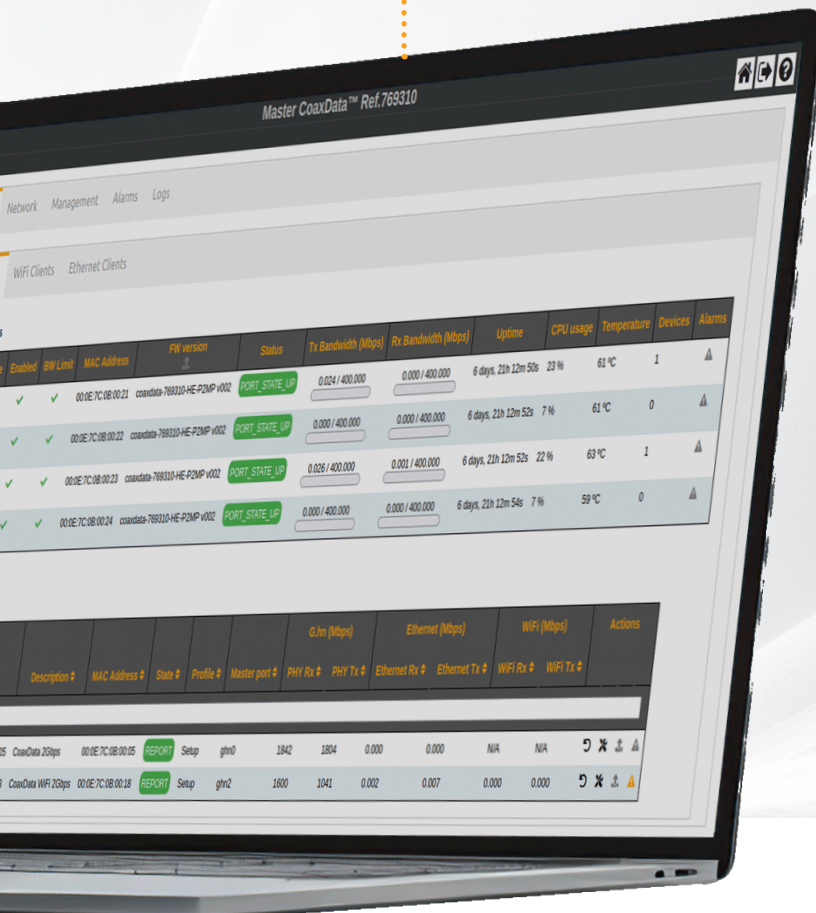 Master CoaxData™ Ref.769310
Network Management Alarms Logs
WiFi Clients Ethernet Clients
s
e Enabled BW Limit MAC Address FW version Status Tx Bandwidth (Mbps) Rx Bandwidth (Mbps) Uptime CPU usage Temperature Devices Alarms
00:0E:7C:0B:00:21 coaxdata-769310-HE-P2MP v002 PORT_STATE_UP 0.024 / 400.000 0.000 / 400.000 6 days, 21h 12m 50s 23 % 61 ºC 1
00:0E:7C:0B:00:22 coaxdata-769310-HE-P2MP v002 PORT_STATE_UP 0.000 / 400.000 0.000 / 400.000 6 days, 21h 12m 52s 7 % 61 ºC 0
00:0E:7C:0B:00:23 coaxdata-769310-HE-P2MP v002 PORT_STATE_UP 0.026 / 400.000 0.001 / 400.000 6 days, 21h 12m 52s 22 % 63 ºC 1
00:0E:7C:0B:00:24 coaxdata-769310-HE-P2MP v002 PORT_STATE_UP 0.000 / 400.000 0.000 / 400.000 6 days, 21h 12m 54s 7 % 59 ºC 0
G.hn (Mbps) Ethernet (Mbps) WiFi (Mbps) Actions
Description MAC Address State Profile Master port PHY Rx PHY Tx Ethernet Rx Ethernet Tx WiFi Rx WiFi Tx
05 CoaxData 2Gbps 00:0E:7C:0B:00:05 REPORT Setup ghn0 1842 1804 0.000 0.000 N/A N/A
CoaxData WiFi 2Gbps 00:0E:7C:0B:00:18 REPORT Setup ghn2 1600 1041 0.002 0.007 0.000 0.000